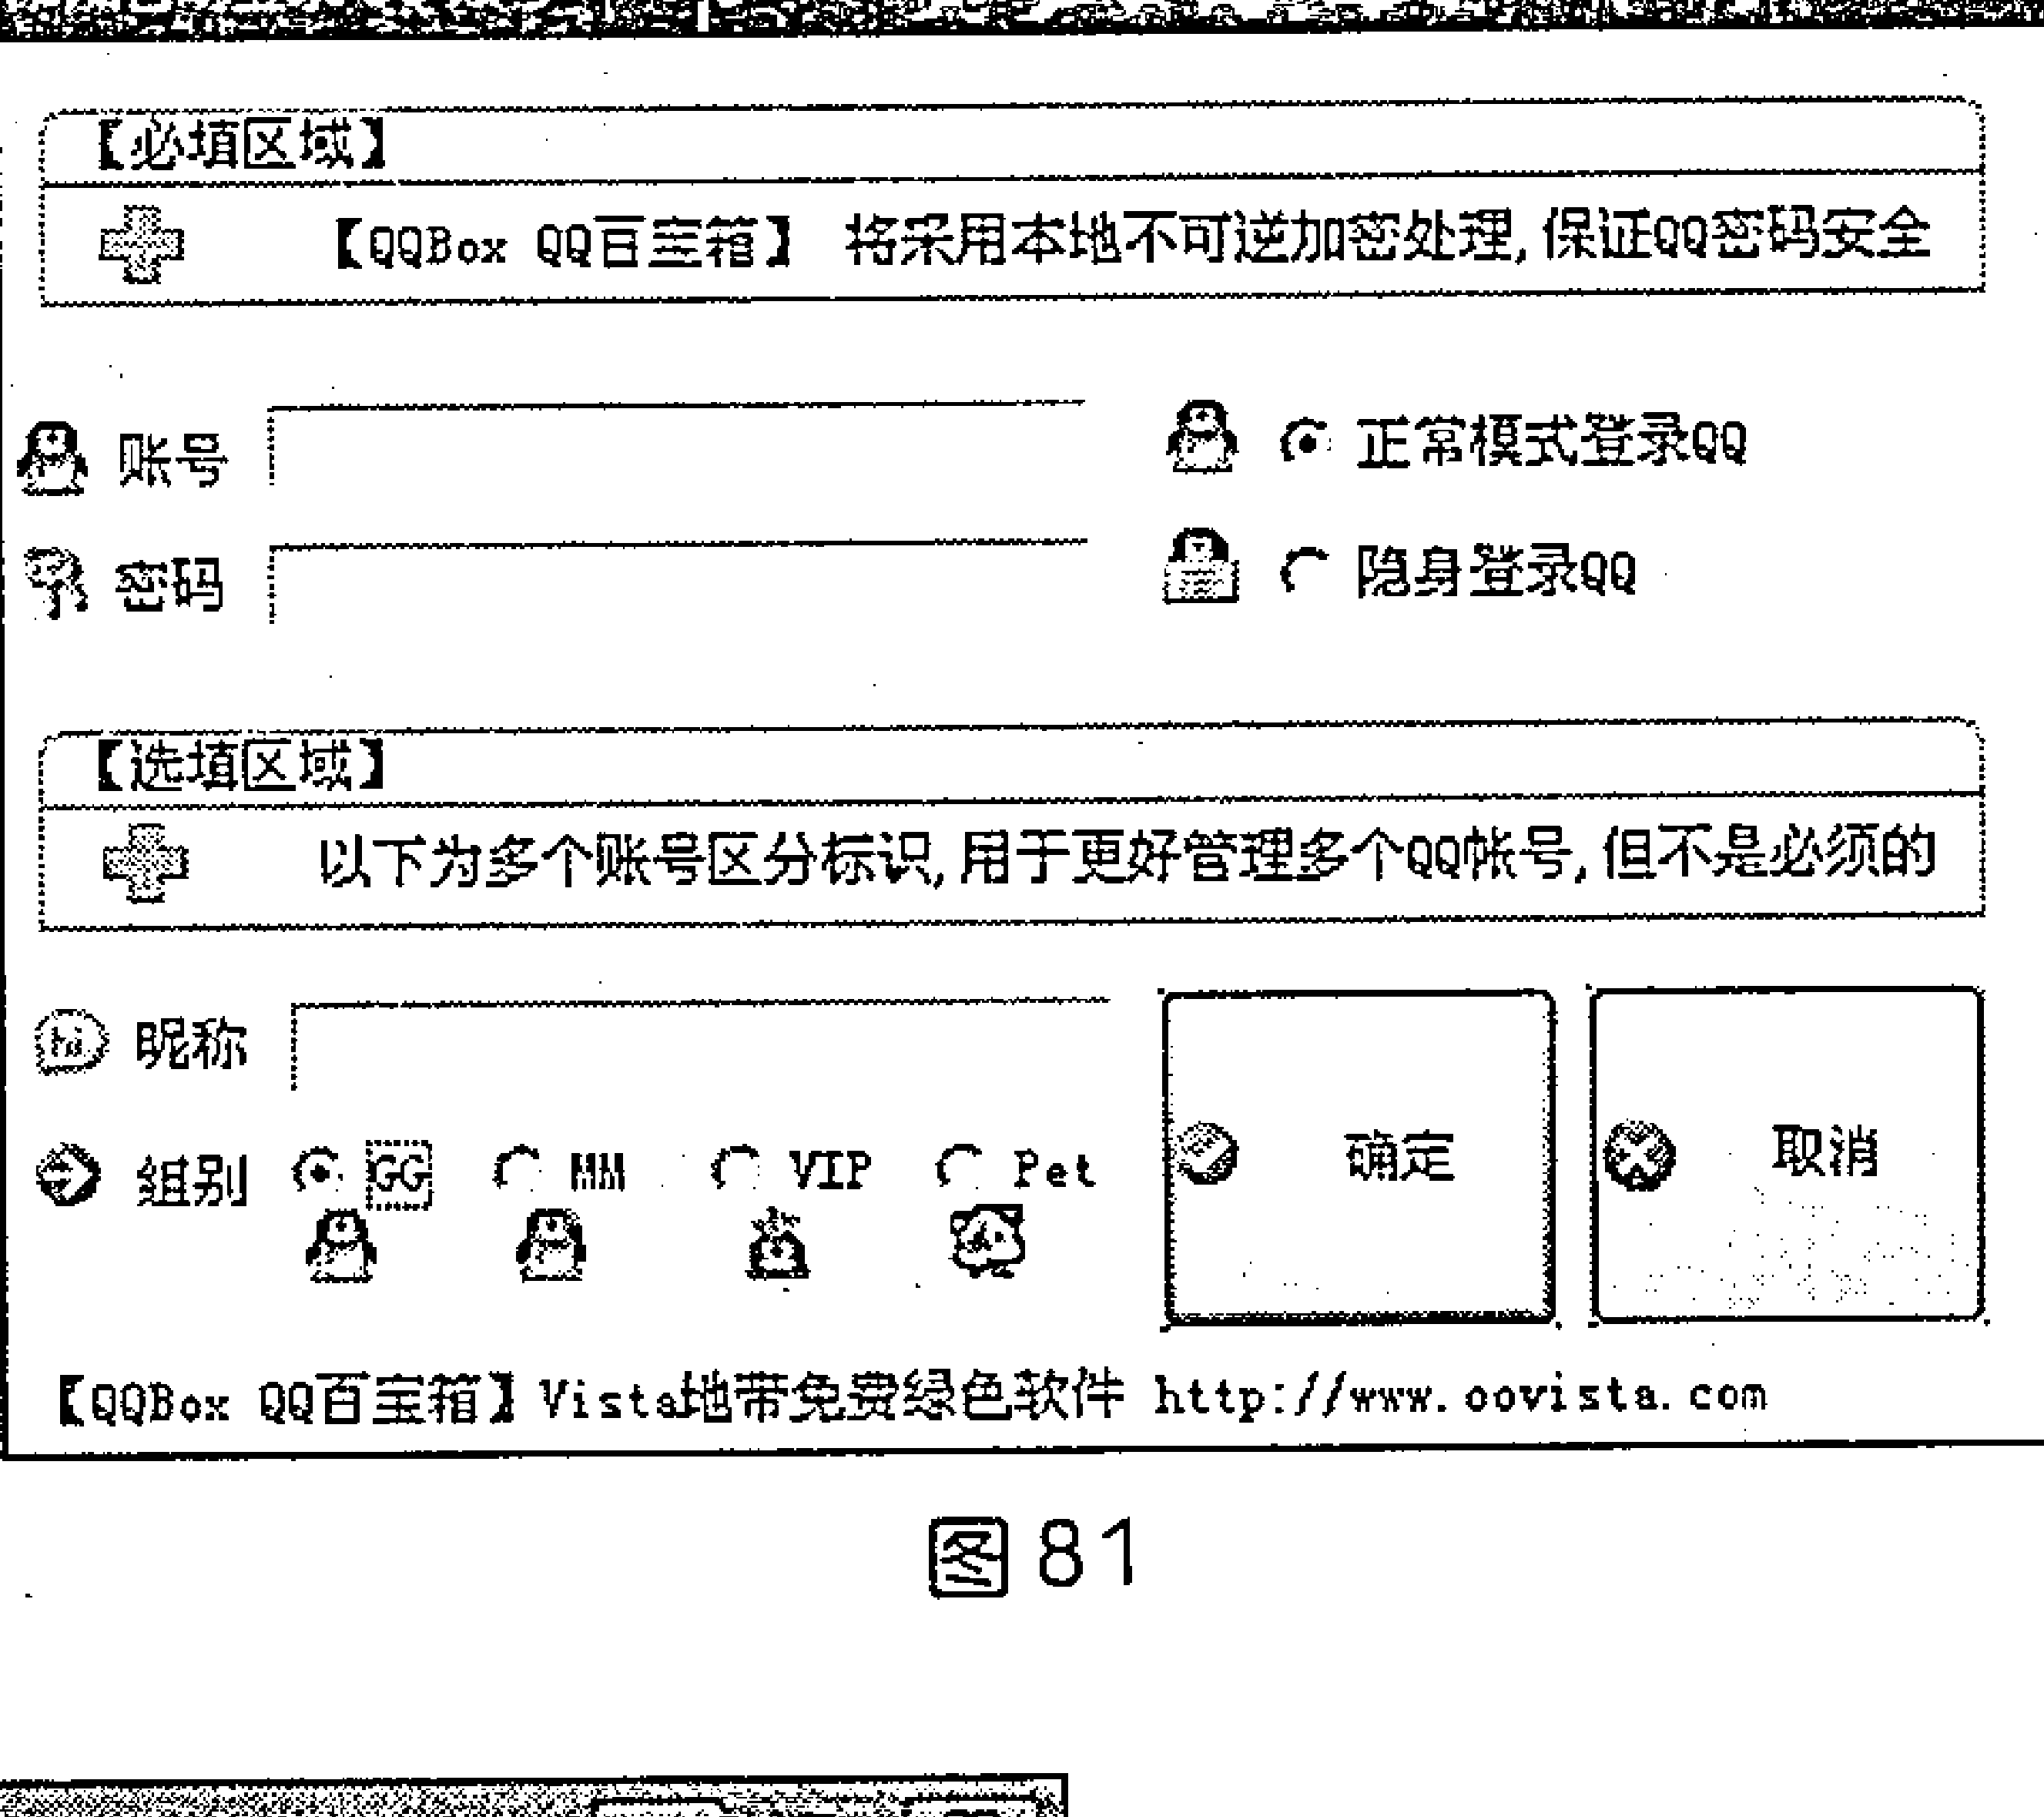 【必填区域】
【QQBox QQ百宝箱】 将采用本地不可逆加密处理,保证QQ密码安全
账号 正常模式登录QQ
密码 隐身登录QQ
【选填区域】
以下为多个账号区分标识,用于更好管理多个QQ帐号,但不是必须的
昵称
组别 GG MM VIP Pet 确定 取消
【QQBox QQ百宝箱】Vista地带免费绿色软件 http://www.oovista.com
图81